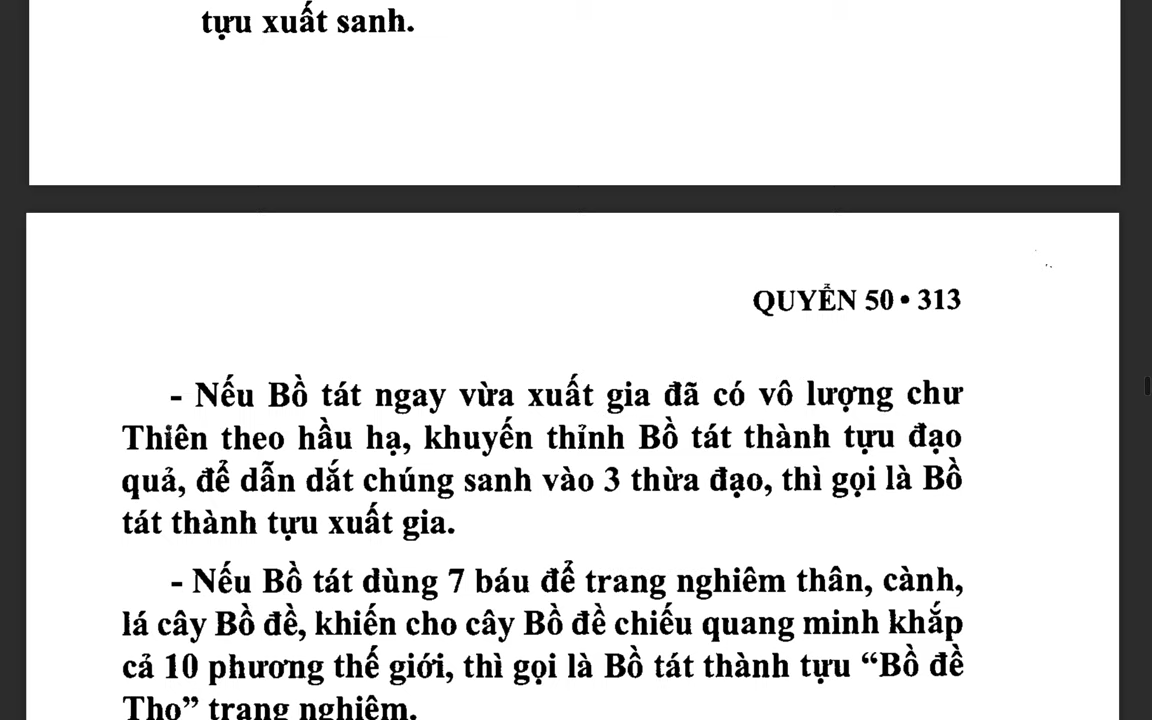 tựu xuất sanh.
QUYỂN 50 • 313
- Nếu Bồ tát ngay vừa xuất gia đã có vô lượng chư
Thiên theo hầu hạ, khuyến thỉnh Bồ tát thành tựu đạo
quả, để dẫn dắt chúng sanh vào 3 thừa đạo, thì gọi là Bồ
tát thành tựu xuất gia.
- Nếu Bồ tát dùng 7 báu để trang nghiêm thân, cành,
lá cây Bồ đề, khiến cho cây Bồ đề chiếu quang minh khắp
cả 10 phương thế giới, thì gọi là Bồ tát thành tựu “Bồ đề
Thọ” trang nghiêm.